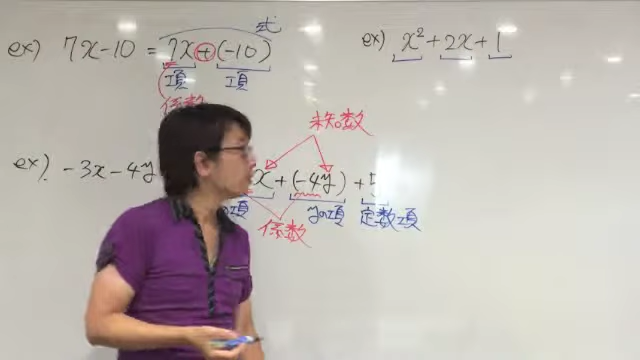 式
ex) 7x-10 = 7x+(-10)
項 項
係数
ex) x²+2x+1
未知数
ex) -3x-4y x+(-4y)+5
の項 yの項 定数項
係数